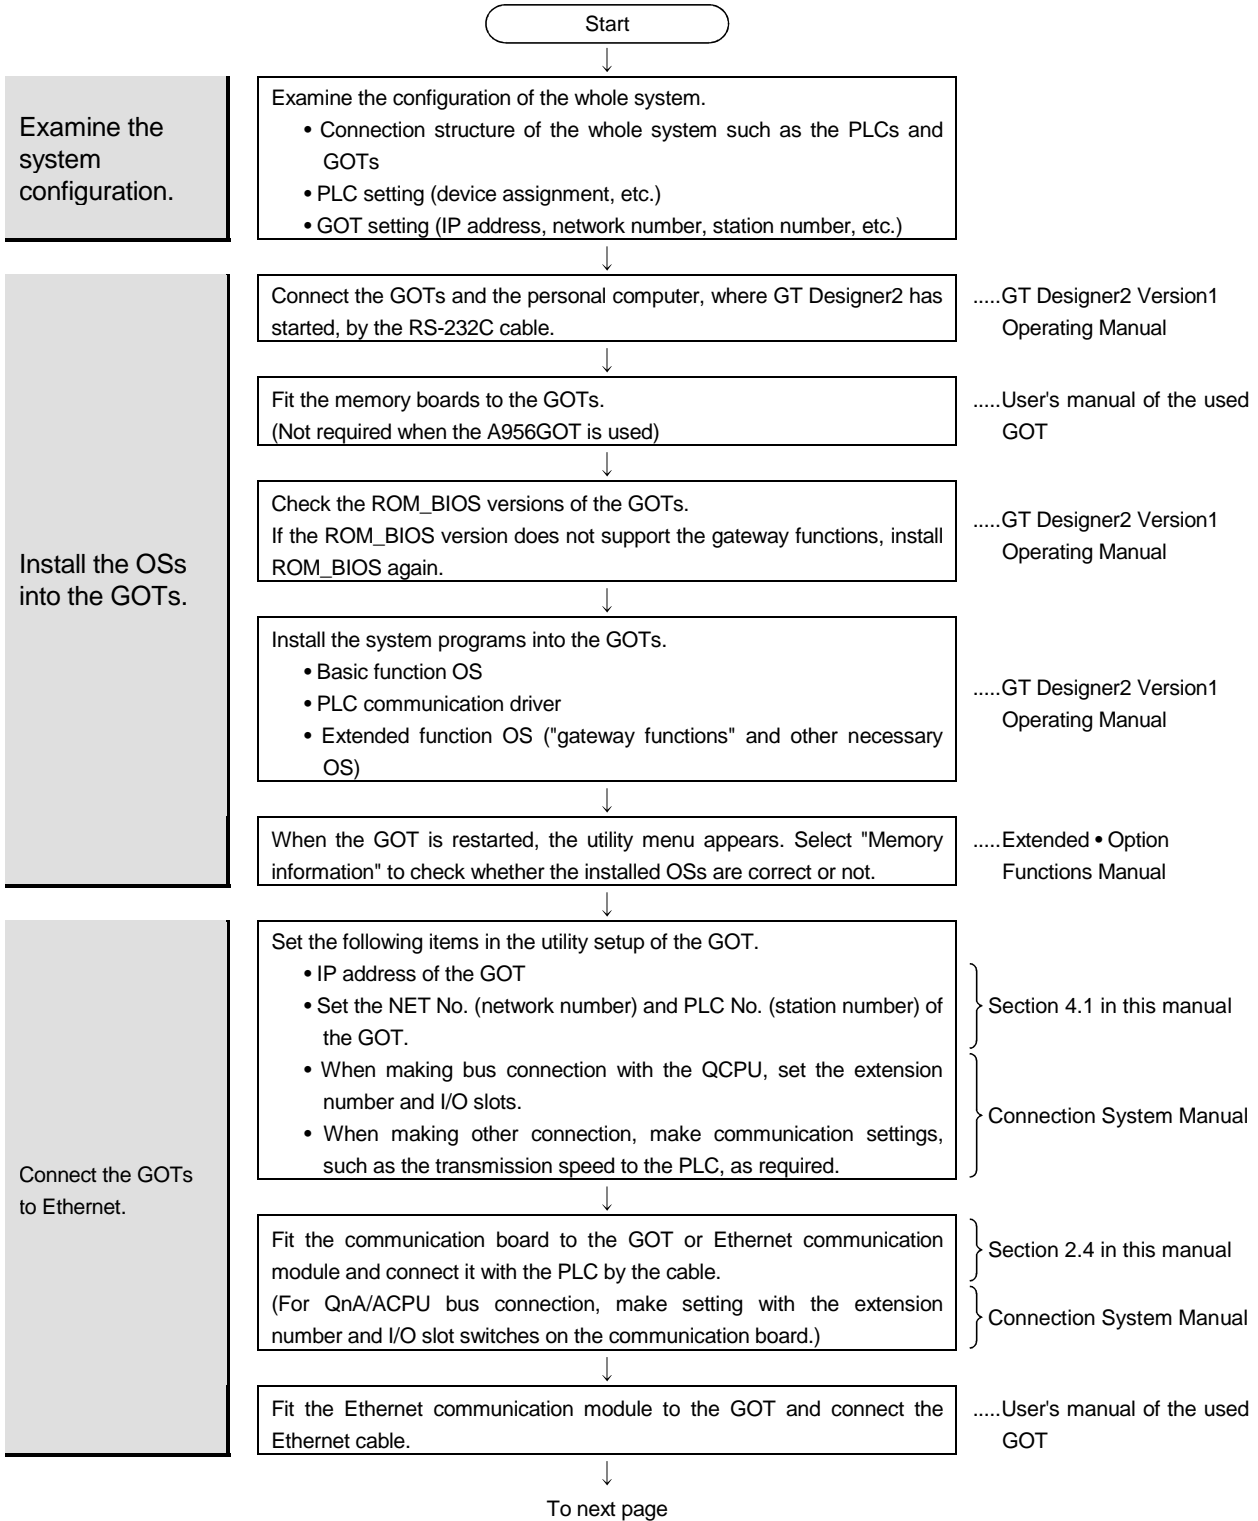 Start
Examine the
system
configuration.
Examine the configuration of the whole system.
• Connection structure of the whole system such as the PLCs and
GOTs
• PLC setting (device assignment, etc.)
• GOT setting (IP address, network number, station number, etc.)
Install the OSs
into the GOTs.
Connect the GOTs and the personal computer, where GT Designer2 has
started, by the RS-232C cable.
.....GT Designer2 Version1
Operating Manual
Fit the memory boards to the GOTs.
(Not required when the A956GOT is used)
.....User's manual of the used
GOT
Check the ROM_BIOS versions of the GOTs.
If the ROM_BIOS version does not support the gateway functions, install
ROM_BIOS again.
.....GT Designer2 Version1
Operating Manual
Install the system programs into the GOTs.
• Basic function OS
• PLC communication driver
• Extended function OS ("gateway functions" and other necessary
OS)
.....GT Designer2 Version1
Operating Manual
When the GOT is restarted, the utility menu appears. Select "Memory
information" to check whether the installed OSs are correct or not.
.....Extended • Option
Functions Manual
Connect the GOTs
to Ethernet.
Set the following items in the utility setup of the GOT.
• IP address of the GOT
• Set the NET No. (network number) and PLC No. (station number) of
the GOT.
• When making bus connection with the QCPU, set the extension
number and I/O slots.
• When making other connection, make communication settings,
such as the transmission speed to the PLC, as required.
Section 4.1 in this manual
Connection System Manual
Fit the communication board to the GOT or Ethernet communication
module and connect it with the PLC by the cable.
(For QnA/ACPU bus connection, make setting with the extension
number and I/O slot switches on the communication board.)
Section 2.4 in this manual
Connection System Manual
Fit the Ethernet communication module to the GOT and connect the
Ethernet cable.
.....User's manual of the used
GOT
To next page